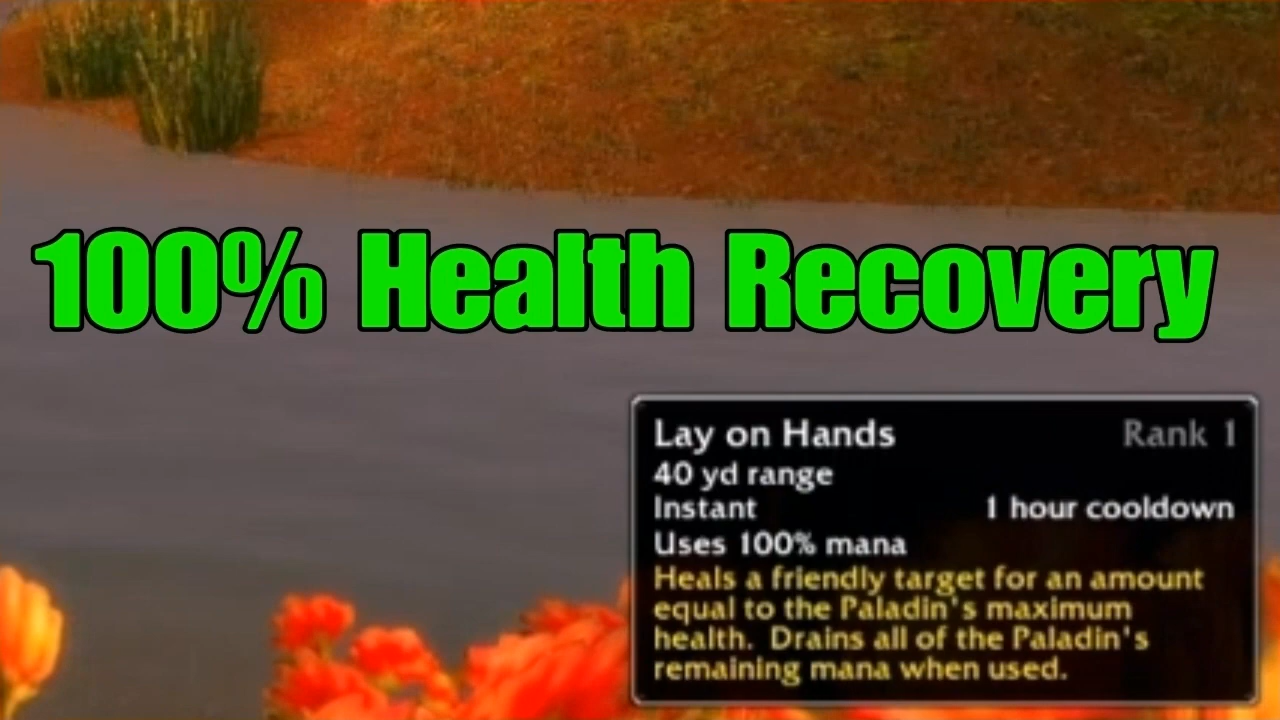 100% Health Recovery
Lay on Hands Rank 1
40 yd range
Instant 1 hour cooldown
Uses 100% mana
Heals a friendly target for an amount
equal to the Paladin's maximum
health. Drains all of the Paladin's
remaining mana when used.